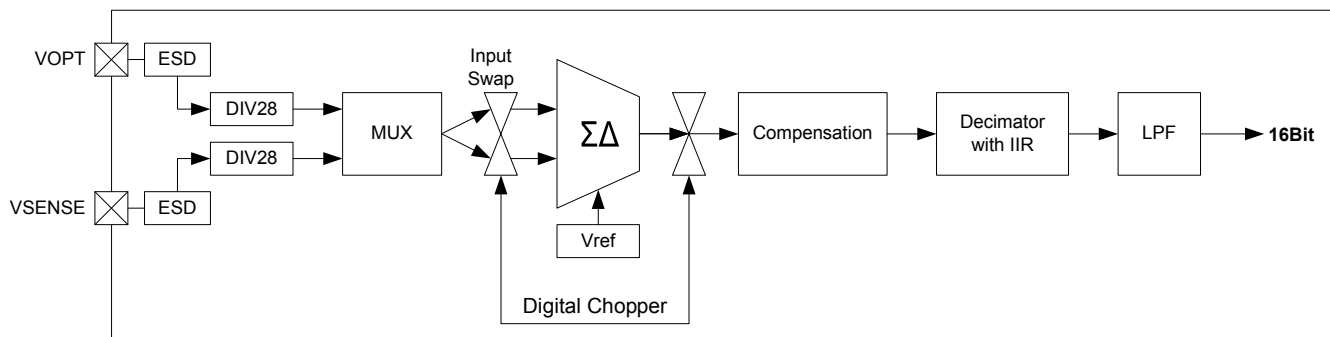 VOPT
ESD
DIV28
DIV28
VSENSE
ESD
MUX
Input
Swap
ΣΔ
Vref
Digital Chopper
Compensation
Decimator
with IIR
LPF
16Bit